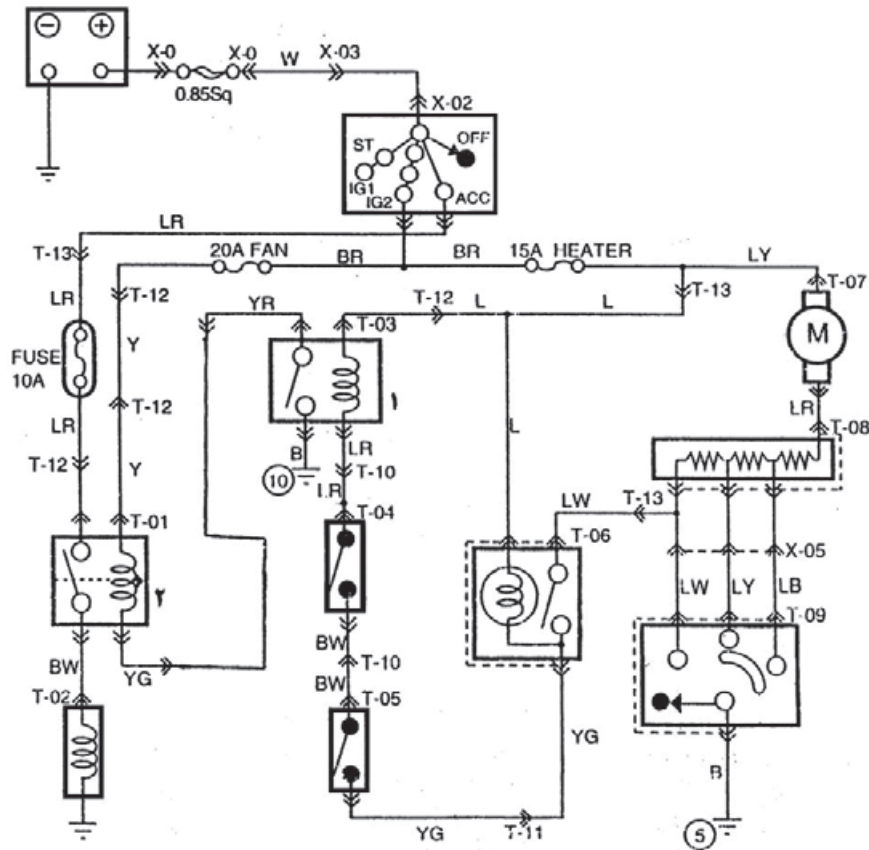 − +
X-0 X-0 W X-03
0.85Sq
X-02
ST OFF
IG1
IG2 ACC
LR
T-13 20A FAN BR BR 15A HEATER LY
T-12 T-13 T-07
LR YR T-03 T-12 L L
M
FUSE
10A
Y
۱
LR
T-12
LR T-08
B LR
L
T-12 10 T-10
Y LR LW T-13
T-04
T-01 T-06
X-05
LW LY LB
۲ T-09
BW YG BW
T-10
BW
T-02 T-05
YG
B
YG T-11
5